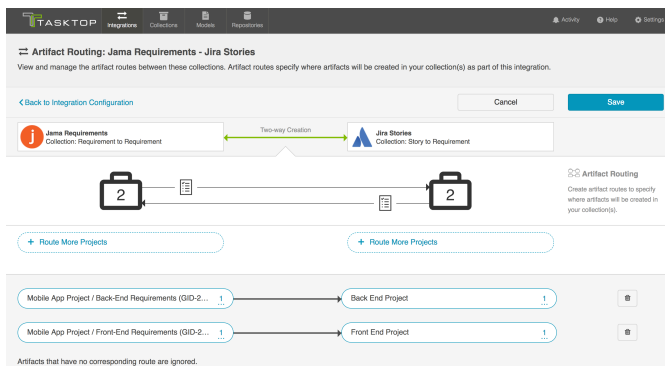 TASKTOP
Integrations
Collections
Models
Repositories
Activity
Help
Settings
Artifact Routing: Jama Requirements - Jira Stories
View and manage the artifact routes between these collections. Artifact routes specify where artifacts will be created in your collection(s) as part of this integration.
Back to Integration Configuration
Cancel
Save
Jama Requirements
Collection: Requirement to Requirement
Two-way Creation
Jira Stories
Collection: Story to Requirement
2
2
Artifact Routing
Create artifact routes to specify
where artifacts will be created in
your collection(s).
+ Route More Projects
+ Route More Projects
Mobile App Project / Back-End Requirements (GID-2... 1
Back End Project 1
Mobile App Project / Front-End Requirements (GID-2... 1
Front End Project 1
Artifacts that have no corresponding route are ignored.